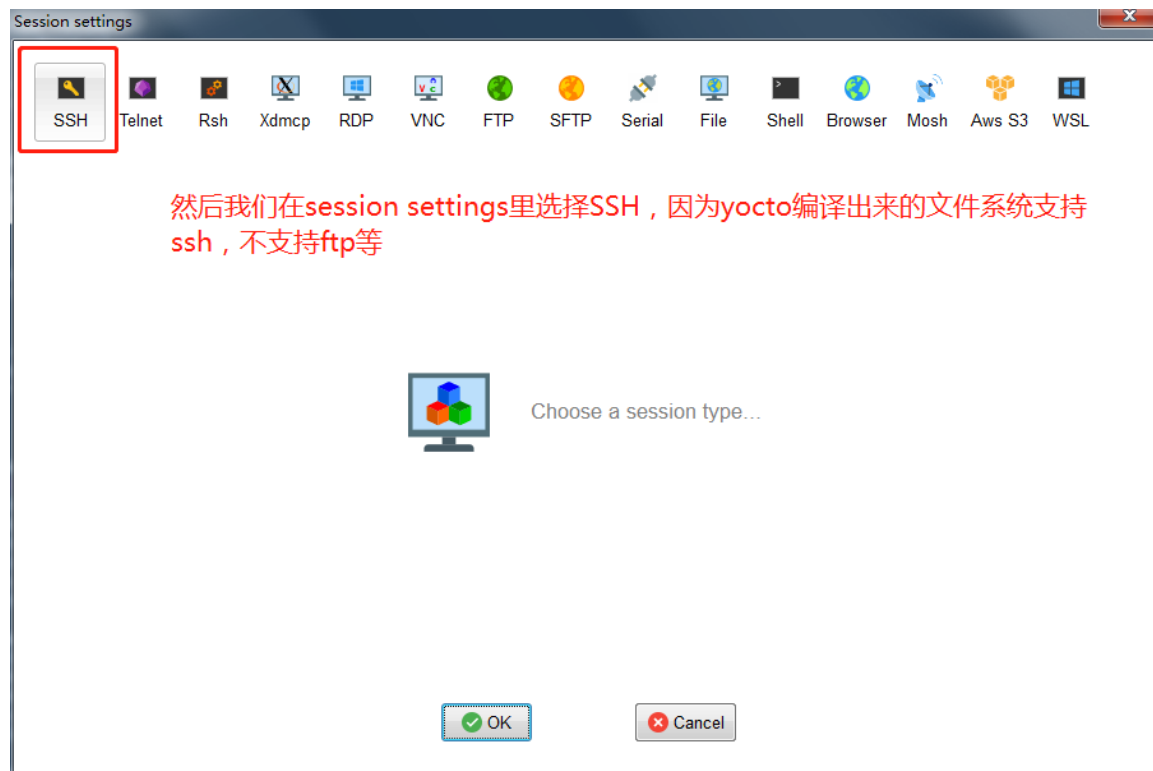 Session settings
X
SSH Telnet Rsh Xdmcp RDP VNC FTP SFTP Serial File Shell Browser Mosh Aws S3 WSL
然后我们在session settings里选择SSH，因为yocto编译出来的文件系统支持
ssh，不支持ftp等
Choose a session type...
OK Cancel